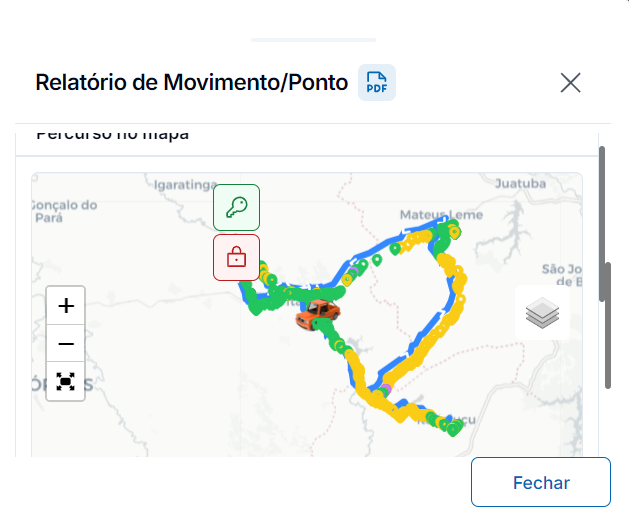 Relatório de Movimento/Ponto
PDF
Percurso no mapa
Igaratinga
Juatuba
Gonçalo do
Pará
Mateus Leme
São Jo
de B
+
−
Fechar